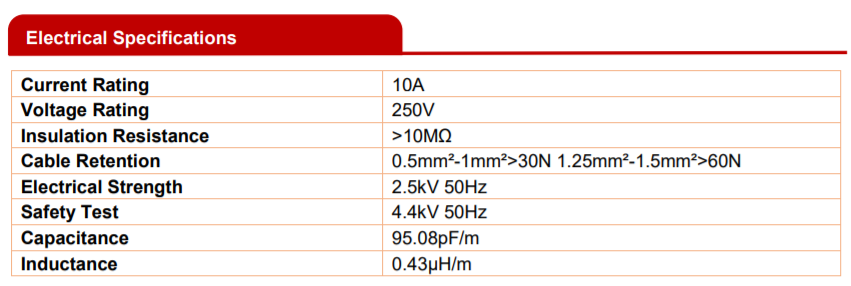 Electrical Specifications
Current Rating 10A
Voltage Rating 250V
Insulation Resistance >10MΩ
Cable Retention 0.5mm²-1mm²>30N 1.25mm²-1.5mm²>60N
Electrical Strength 2.5kV 50Hz
Safety Test 4.4kV 50Hz
Capacitance 95.08pF/m
Inductance 0.43µH/m